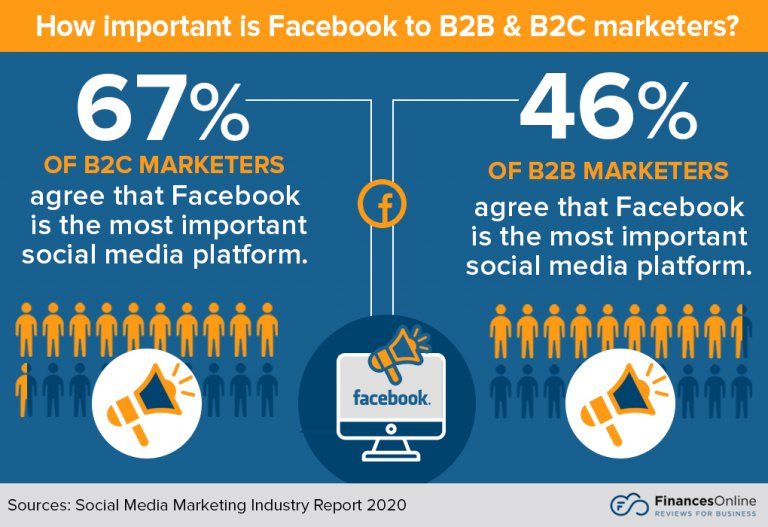 How important is Facebook to B2B & B2C marketers?
67%
OF B2C MARKETERS
agree that Facebook
is the most important
social media platform.
46%
OF B2B MARKETERS
agree that Facebook
is the most important
social media platform.
f
facebook.
Sources: Social Media Marketing Industry Report 2020
FinancesOnline
REVIEWS FOR BUSINESS